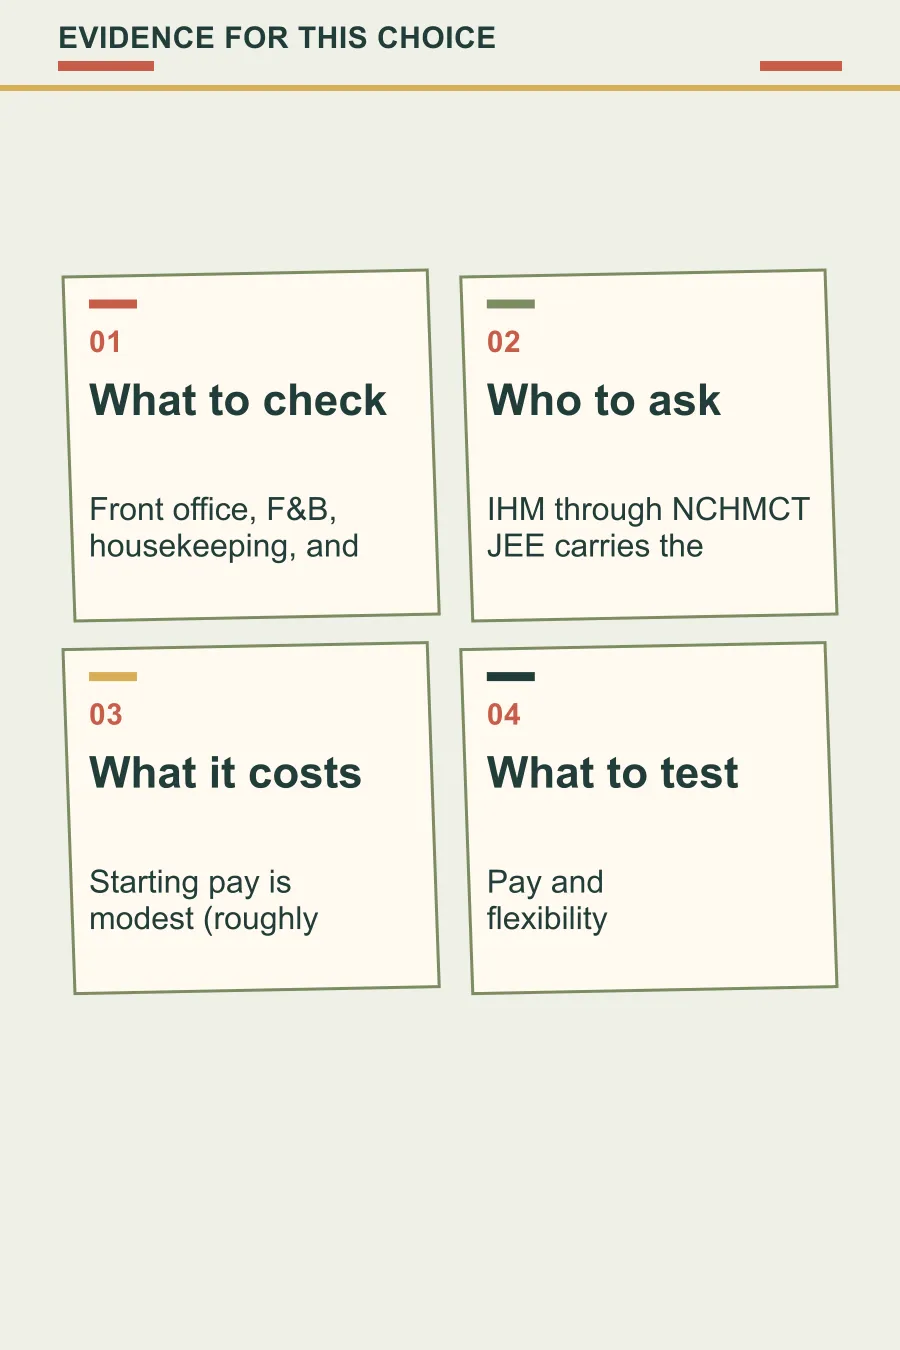 EVIDENCE FOR THIS CHOICE
01
What to check
Front office, F&B,
housekeeping, and
02
Who to ask
IHM through NCHMCT
JEE carries the
03
What it costs
Starting pay is
modest (roughly
04
What to test
Pay and
flexibility